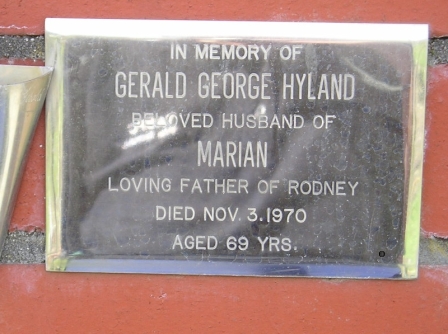 IN MEMORY OF
GERALD GEORGE HYLAND
BELOVED HUSBAND OF
MARIAN
LOVING FATHER OF RODNEY
DIED NOV. 3.1970
AGED 69 YRS.